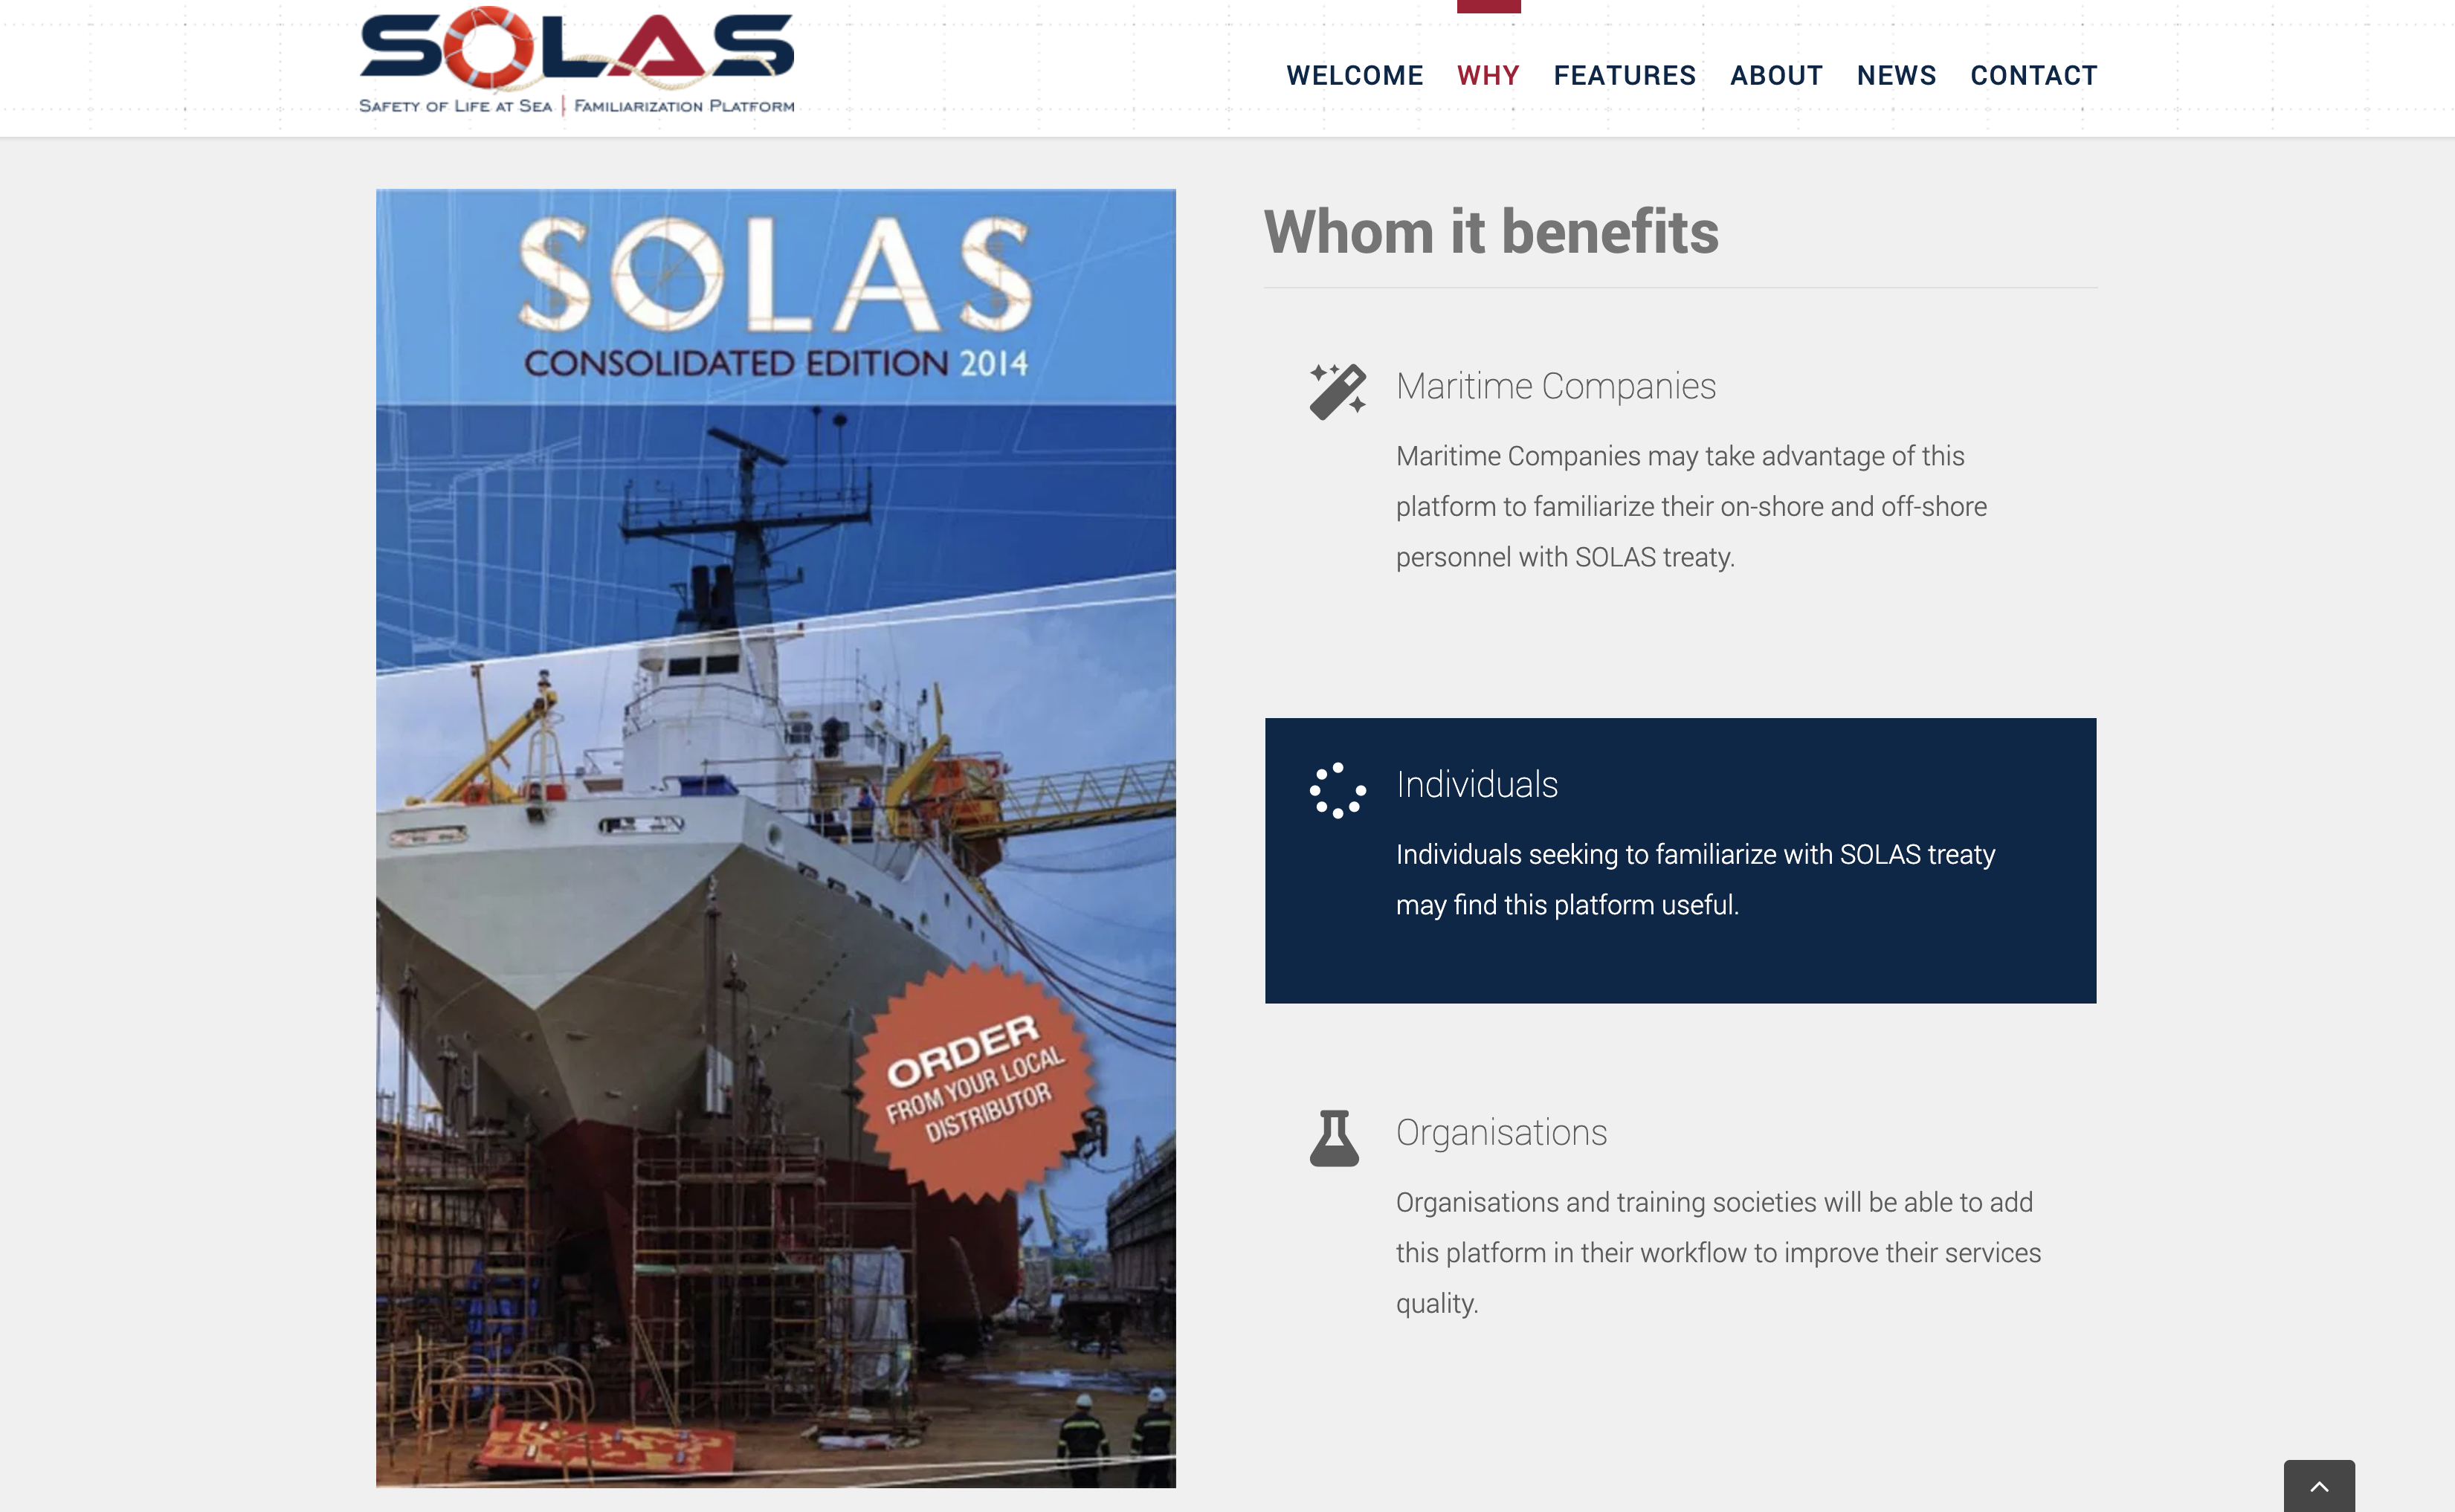 SOLAS
SAFETY OF LIFE AT SEA | FAMILIARIZATION PLATFORM
WELCOME WHY FEATURES ABOUT NEWS CONTACT
SOLAS
CONSOLIDATED EDITION 2014
ORDER
FROM YOUR LOCAL
DISTRIBUTOR
Whom it benefits
Maritime Companies
Maritime Companies may take advantage of this
platform to familiarize their on-shore and off-shore
personnel with SOLAS treaty.
Individuals
Individuals seeking to familiarize with SOLAS treaty
may find this platform useful.
Organisations
Organisations and training societies will be able to add
this platform in their workflow to improve their services
quality.